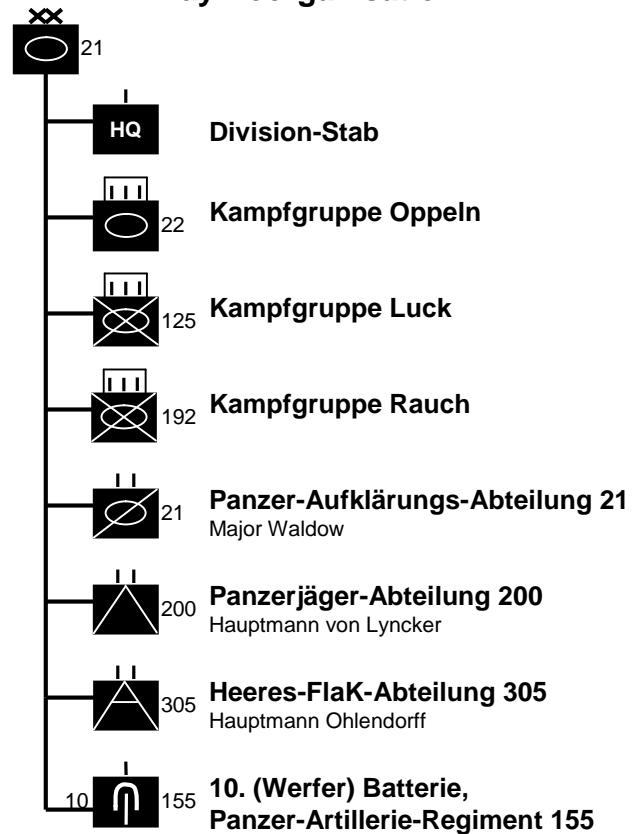 21
HQ
Division-Stab
22
Kampfgruppe Oppeln
125
Kampfgruppe Luck
192
Kampfgruppe Rauch
21
Panzer-Aufklärungs-Abteilung 21
Major Waldow
200
Panzerjäger-Abteilung 200
Hauptmann von Lyncker
305
Heeres-FlaK-Abteilung 305
Hauptmann Ohlendorff
10
155
10. (Werfer) Batterie,
Panzer-Artillerie-Regiment 155